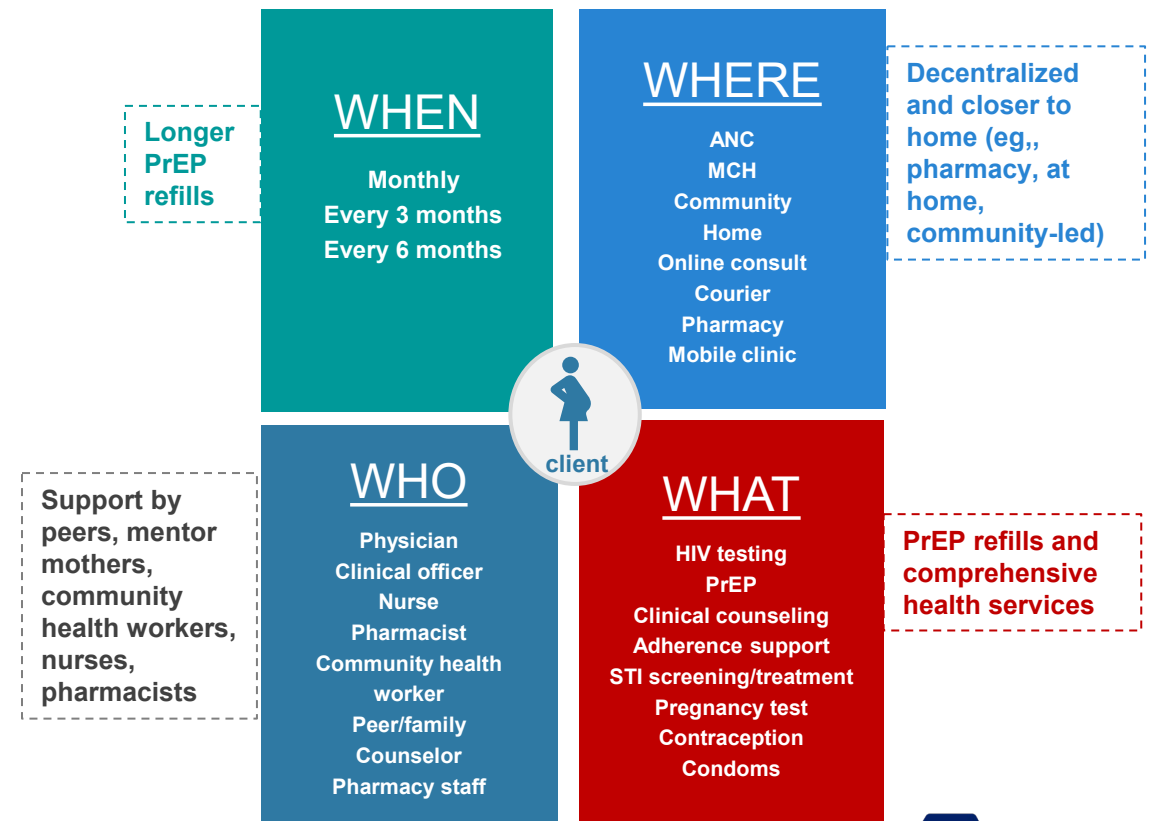 Longer
PrEP
refills
WHEN
Monthly
Every 3 months
Every 6 months
WHERE
ANC
MCH
Community
Home
Online consult
Courier
Pharmacy
Mobile clinic
Decentralized
and closer to
home (eg,,
pharmacy, at
home,
community-led)
client
Support by
peers, mentor
mothers,
community
health workers,
nurses,
pharmacists
WHO
Physician
Clinical officer
Nurse
Pharmacist
Community health
worker
Peer/family
Counselor
Pharmacy staff
WHAT
HIV testing
PrEP
Clinical counseling
Adherence support
STI screening/treatment
Pregnancy test
Contraception
Condoms
PrEP refills and
comprehensive
health services